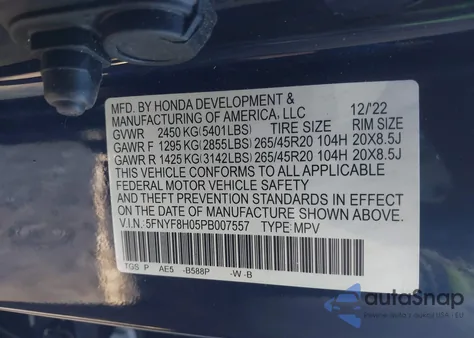 MFD. BY HONDA DEVELOPMENT &
MANUFACTURING OF AMERICA, LLC 12/22
GVWR 2450 KG(5401LBS) TIRE SIZE RIM SIZE
GAWR F 1295 KG(2855LBS) 265/45R20 104H 20X8.5J
GAWR R 1425 KG(3142LBS) 265/45R20 104H 20X8.5J
THIS VEHICLE CONFORMS TO ALL APPLICABLE
FEDERAL MOTOR VEHICLE SAFETY
AND THEFT PREVENTION STANDARDS IN EFFECT
ON DATE OF MANUFACTURE SHOWN ABOVE.
V.I.N.: 5FNYF8H05PB007557 TYPE: MPV
TGS P AE5 -B588P -W-B
autoSnap